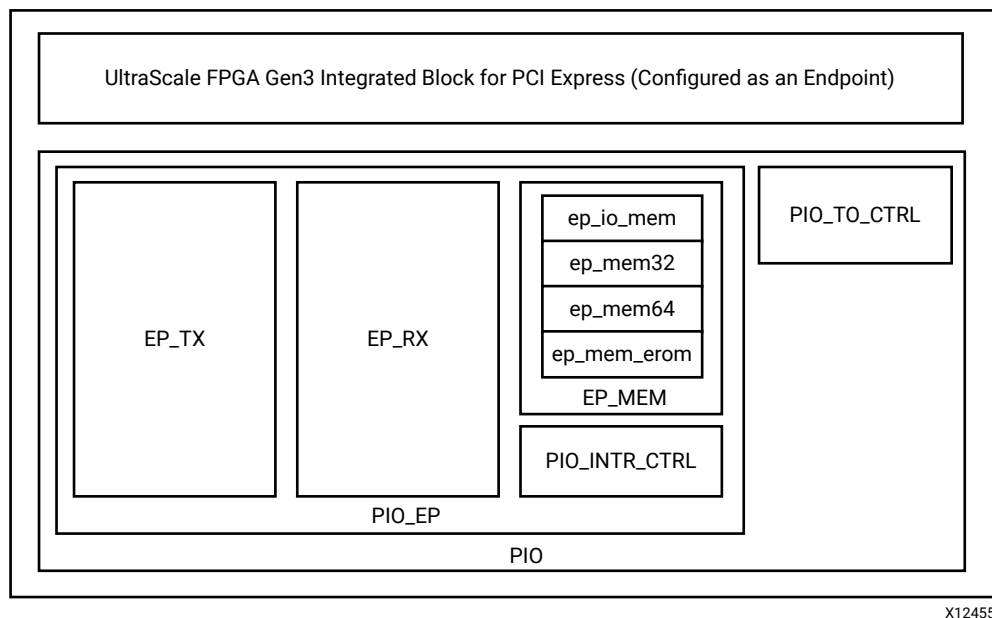 UltraScale FPGA Gen3 Integrated Block for PCI Express (Configured as an Endpoint)
EP_TX
EP_RX
ep_io_mem
ep_mem32
ep_mem64
ep_mem_erom
EP_MEM
PIO_INTR_CTRL
PIO_TO_CTRL
PIO_EP
PIO
X12455